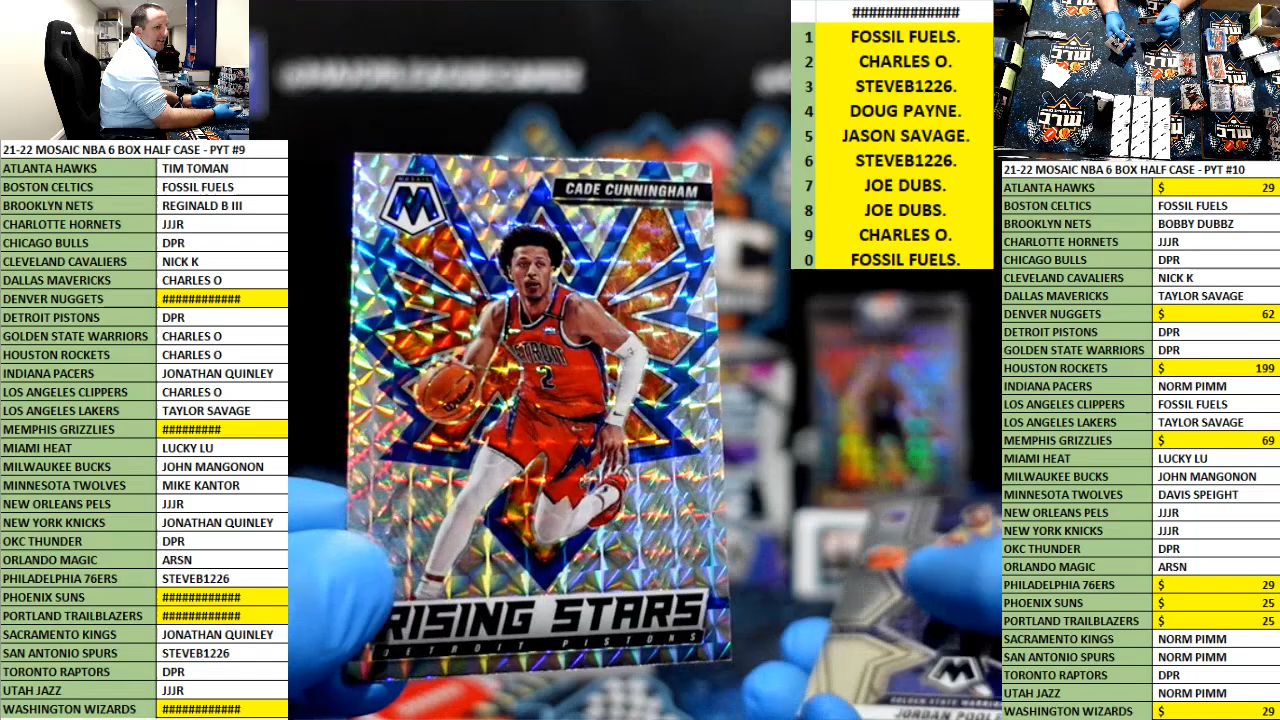 21-22 MOSAIC NBA 6 BOX HALF CASE - PYT #9
ATLANTA HAWKS TIM TOMAN
BOSTON CELTICS FOSSIL FUELS
BROOKLYN NETS REGINALD B III
CHARLOTTE HORNETS JJJR
CHICAGO BULLS DPR
CLEVELAND CAVALIERS NICK K
DALLAS MAVERICKS CHARLES O
DENVER NUGGETS ############
DETROIT PISTONS DPR
GOLDEN STATE WARRIORS CHARLES O
HOUSTON ROCKETS CHARLES O
INDIANA PACERS JONATHAN QUINLEY
LOS ANGELES CLIPPERS CHARLES O
LOS ANGELES LAKERS TAYLOR SAVAGE
MEMPHIS GRIZZLIES #########
MIAMI HEAT LUCKY LU
MILWAUKEE BUCKS JOHN MANGONON
MINNESOTA TWOLVES MIKE KANTOR
NEW ORLEANS PELS JJJR
NEW YORK KNICKS JONATHAN QUINLEY
OKC THUNDER DPR
ORLANDO MAGIC ARSN
PHILADELPHIA 76ERS STEVEB1226
PHOENIX SUNS ############
PORTLAND TRAILBLAZERS ############
SACRAMENTO KINGS JONATHAN QUINLEY
SAN ANTONIO SPURS STEVEB1226
TORONTO RAPTORS DPR
UTAH JAZZ JJJR
WASHINGTON WIZARDS ############
MOSAIC
M
CADE CUNNINGHAM
DETROIT
2
RISING STARS
DETROIT PISTONS
JORDAN POOLE
#############
1 FOSSIL FUELS.
2 CHARLES O.
3 STEVEB1226.
4 DOUG PAYNE.
5 JASON SAVAGE.
6 STEVEB1226.
7 JOE DUBS.
8 JOE DUBS.
9 CHARLES O.
0 FOSSIL FUELS.
MLC
21-22 MOSAIC NBA 6 BOX HALF CASE - PYT #10
ATLANTA HAWKS $ 29
BOSTON CELTICS FOSSIL FUELS
BROOKLYN NETS BOBBY DUBBZ
CHARLOTTE HORNETS JJJR
CHICAGO BULLS DPR
CLEVELAND CAVALIERS NICK K
DALLAS MAVERICKS TAYLOR SAVAGE
DENVER NUGGETS $ 62
DETROIT PISTONS DPR
GOLDEN STATE WARRIORS DPR
HOUSTON ROCKETS $ 199
INDIANA PACERS NORM PIMM
LOS ANGELES CLIPPERS FOSSIL FUELS
LOS ANGELES LAKERS TAYLOR SAVAGE
MEMPHIS GRIZZLIES $ 69
MIAMI HEAT LUCKY LU
MILWAUKEE BUCKS JOHN MANGONON
MINNESOTA TWOLVES DAVIS SPEIGHT
NEW ORLEANS PELS JJJR
NEW YORK KNICKS JJJR
OKC THUNDER DPR
ORLANDO MAGIC ARSN
PHILADELPHIA 76ERS $ 29
PHOENIX SUNS $ 25
PORTLAND TRAILBLAZERS $ 25
SACRAMENTO KINGS NORM PIMM
SAN ANTONIO SPURS NORM PIMM
TORONTO RAPTORS DPR
UTAH JAZZ NORM PIMM
WASHINGTON WIZARDS $ 29